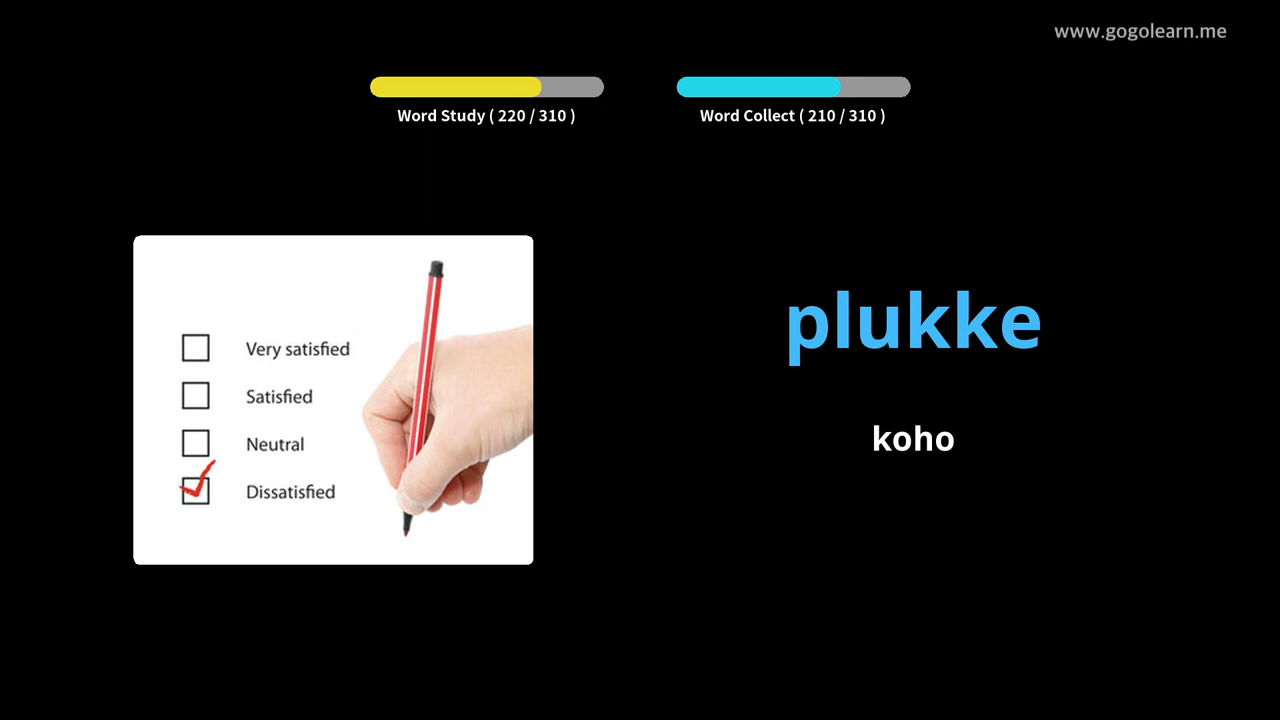 www.gogolearn.me
Word Study ( 220 / 310 )
Word Collect ( 210 / 310 )
Very satisfied
Satisfied
Neutral
Dissatisfied
plukke
koho